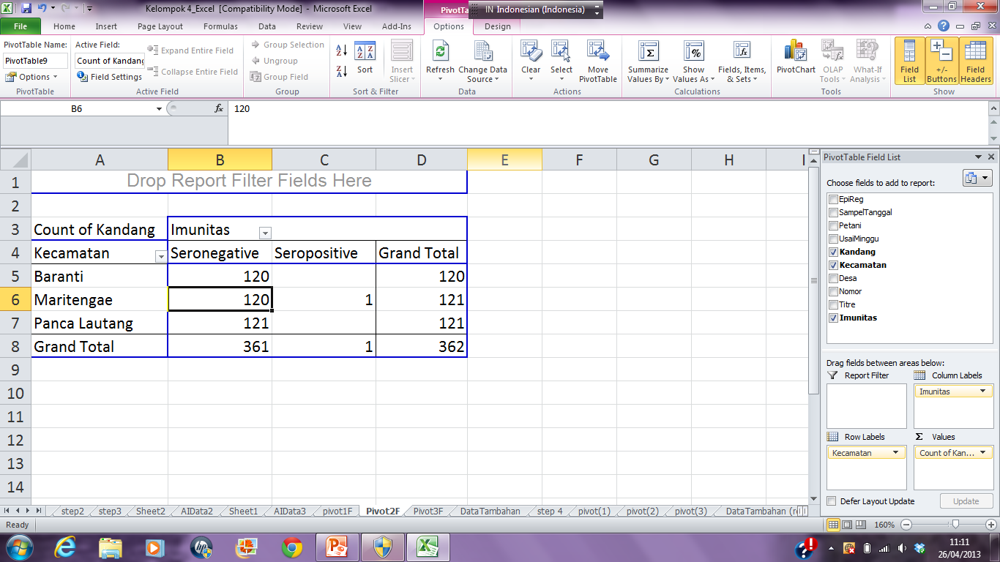 Kelompok 4_Excel [Compatibility Mode] - Microsoft Excel
PivotTa
IN Indonesian (Indonesia)
File Home Insert Page Layout Formulas Data Review View Add-Ins Options Design
PivotTable Name:
PivotTable9
Options
PivotTable
Active Field:
Count of Kandang
Field Settings
Expand Entire Field
Collapse Entire Field
Active Field
Group Selection
Ungroup
Group Field
Group
Sort
Insert Slicer
Sort & Filter
Refresh
Change Data Source
Data
Clear
Select
Move PivotTable
Actions
Summarize Values By
Show Values As
Fields, Items, & Sets
Calculations
PivotChart
OLAP Tools
What-If Analysis
Tools
Field List
+/- Buttons
Field Headers
Show
B6 fx 120
A B C D E F G H I
1 Drop Report Filter Fields Here
2
3 Count of Kandang Imunitas
4 Kecamatan Seronegative Seropositive Grand Total
5 Baranti 120 120
6 Maritengae 120 1 121
7 Panca Lautang 121 121
8 Grand Total 361 1 362
9
10
11
12
13
14
PivotTable Field List
Choose fields to add to report:
EpiReg
SampelTanggal
Petani
UsaiMinggu
Kandang
Kecamatan
Desa
Nomor
Titre
Imunitas
Drag fields between areas below:
Report Filter Column Labels
Imunitas
Row Labels Σ Values
Kecamatan Count of Kan...
Defer Layout Update Update
step2 step3 Sheet2 AIData2 Sheet1 AIData3 pivot1F Pivot2F Pivot3F DataTambahan step 4 pivot(1) pivot(2) pivot(3) DataTambahan (re
Ready 160%
11:11
26/04/2013